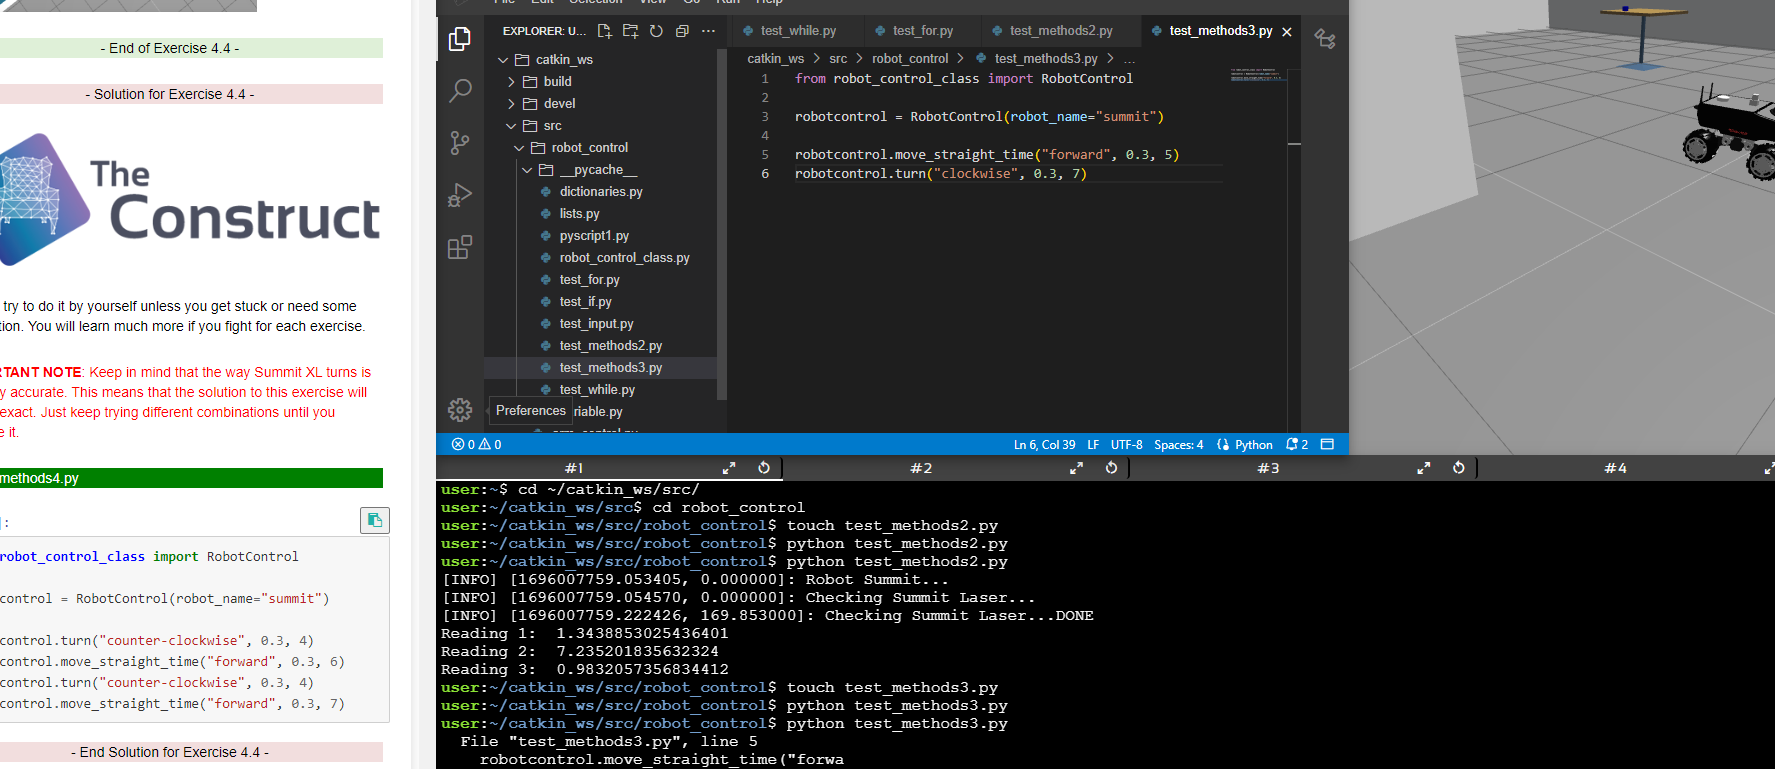 - End of Exercise 4.4 -
- Solution for Exercise 4.4 -
The
Construct
try to do it by yourself unless you get stuck or need some
tion. You will learn much more if you fight for each exercise.
RTANT NOTE: Keep in mind that the way Summit XL turns is
y accurate. This means that the solution to this exercise will
exact. Just keep trying different combinations until you
e it.
methods4.py
]:
robot_control_class import RobotControl
control = RobotControl(robot_name="summit")
control.turn("counter-clockwise", 0.3, 4)
control.move_straight_time("forward", 0.3, 6)
control.turn("counter-clockwise", 0.3, 4)
control.move_straight_time("forward", 0.3, 7)
- End Solution for Exercise 4.4 -
File Edit Selection View Go Run Help
EXPLORER: U...
catkin_ws
build
devel
src
robot_control
__pycache__
dictionaries.py
lists.py
pyscript1.py
robot_control_class.py
test_for.py
test_if.py
test_input.py
test_methods2.py
test_methods3.py
test_while.py
Preferences
riable.py
test_while.py test_for.py test_methods2.py test_methods3.py
catkin_ws > src > robot_control > test_methods3.py > ...
1 from robot_control_class import RobotControl
2
3 robotcontrol = RobotControl(robot_name="summit")
4
5 robotcontrol.move_straight_time("forward", 0.3, 5)
6 robotcontrol.turn("clockwise", 0.3, 7)
0 0 Ln 6, Col 39 LF UTF-8 Spaces: 4 Python 2
#1 #2 #3 #4
user:~$ cd ~/catkin_ws/src/
user:~/catkin_ws/src$ cd robot_control
user:~/catkin_ws/src/robot_control$ touch test_methods2.py
user:~/catkin_ws/src/robot_control$ python test_methods2.py
user:~/catkin_ws/src/robot_control$ python test_methods2.py
[INFO] [1696007759.053405, 0.000000]: Robot Summit...
[INFO] [1696007759.054570, 0.000000]: Checking Summit Laser...
[INFO] [1696007759.222426, 169.853000]: Checking Summit Laser...DONE
Reading 1:  1.3438853025436401
Reading 2:  7.235201835632324
Reading 3:  0.9832057356834412
user:~/catkin_ws/src/robot_control$ touch test_methods3.py
user:~/catkin_ws/src/robot_control$ python test_methods3.py
user:~/catkin_ws/src/robot_control$ python test_methods3.py
File "test_methods3.py", line 5
robotcontrol.move_straight_time("forwa